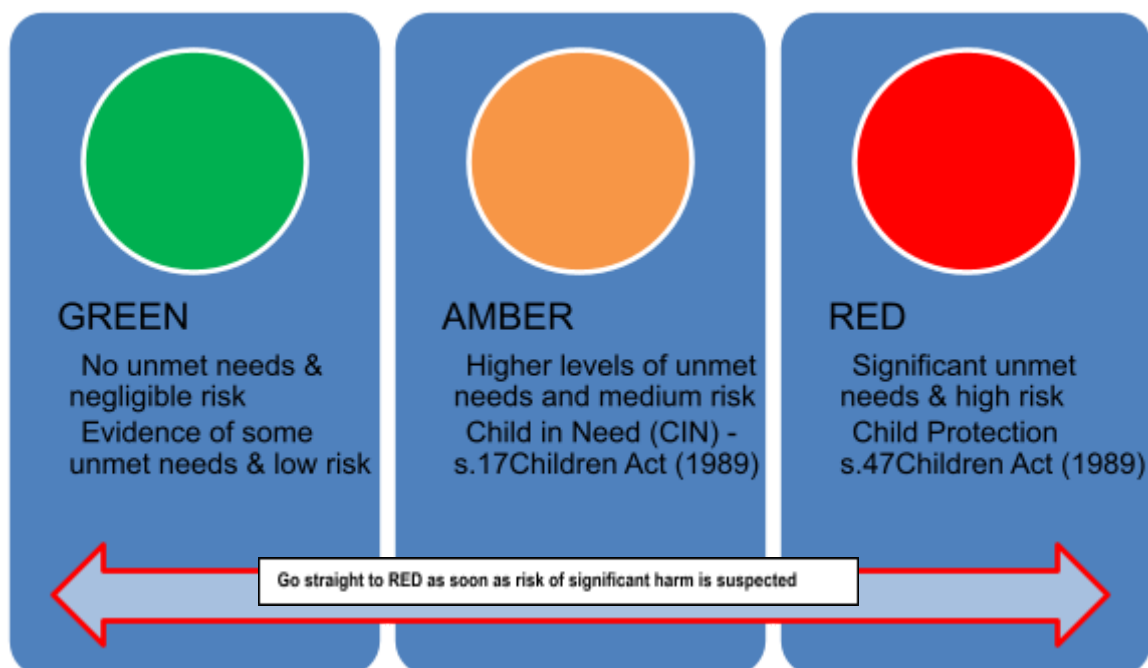 GREEN
No unmet needs &
negligible risk
Evidence of some
unmet needs & low risk
AMBER
Higher levels of unmet
needs and medium risk
Child in Need (CIN) -
s.17Children Act (1989)
RED
Significant unmet
needs & high risk
Child Protection
s.47Children Act (1989)
Go straight to RED as soon as risk of significant harm is suspected